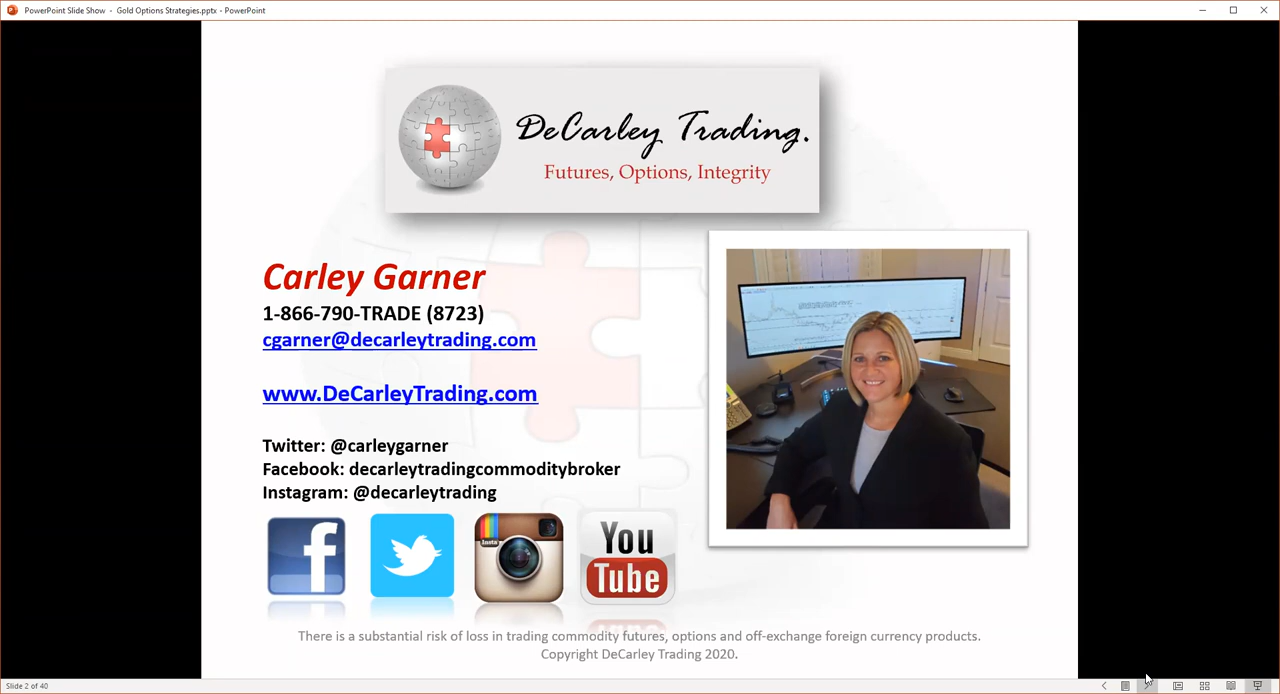 PowerPoint Slide Show - Gold Options Strategies.pptx - PowerPoint
DeCarley Trading.
Futures, Options, Integrity
Carley Garner
1-866-790-TRADE (8723)
cgarner@decarleytrading.com
www.DeCarleyTrading.com
Twitter: @carleygarner
Facebook: decarleytradingcommoditybroker
Instagram: @decarleytrading
f
Insta
You
Tube
There is a substantial risk of loss in trading commodity futures, options and off-exchange foreign currency products.
Copyright DeCarley Trading 2020.
Slide 2 of 40